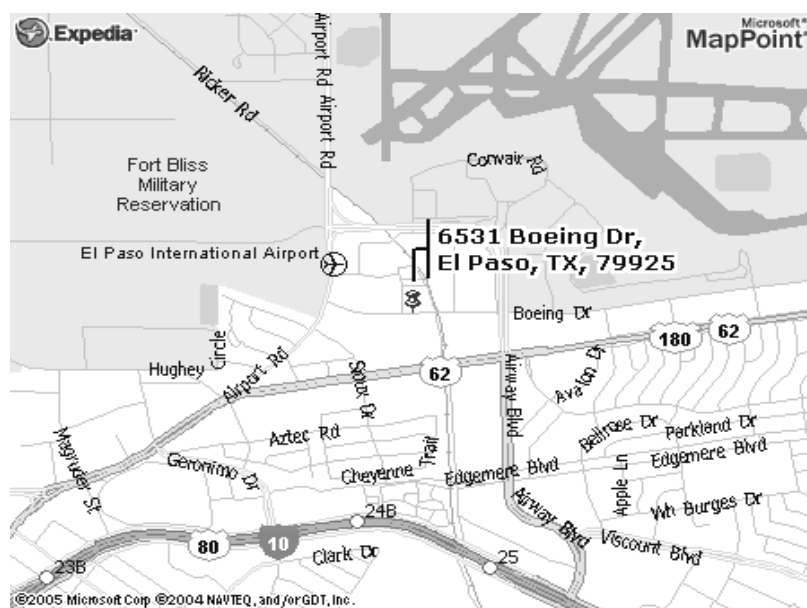 Expedia
Microsoft
MapPoint
Airport Rd
Airport Rd
Ricker Rd
Convair Rd
Fort Bliss
Military
Reservation
El Paso International Airport
6531 Boeing Dr,
El Paso, TX, 79925
Boeing Dr
180
62
Hughey
Circle
Airport Rd
Sioux Dr
62
Airway Blvd
Avalon Dr
Magruder St
Aztec Rd
Geronimo Dr
Cheyenne Trail
Edgemere Blvd
Bellrose Dr
Parkland Dr
Edgemere Blvd
Apple Ln
Wh Burges Dr
Airway Blvd
Viscount Blvd
24B
80
10
Clark Dr
25
23B
©2005 Microsoft Corp ©2004 NAVTEQ, and/or GDT, Inc.